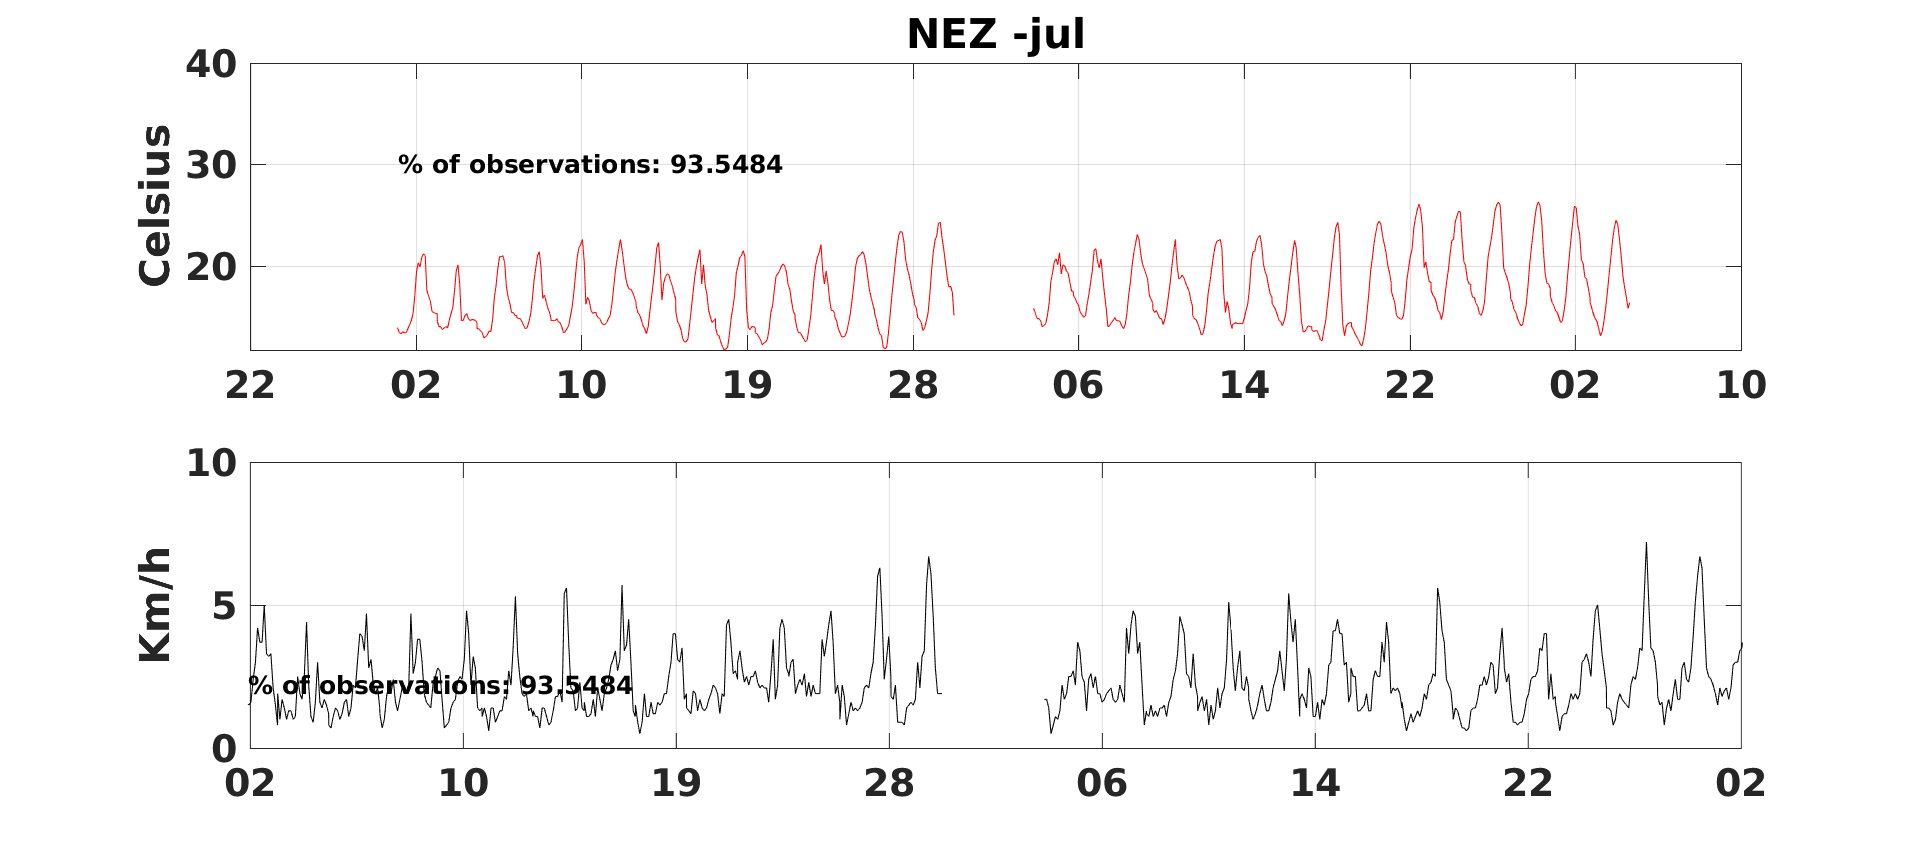 NEZ -jul
40
30
20
Celsius
% of observations: 93.5484
22 02 10 19 28 06 14 22 02 10
10
5
0
Km/h
% of observations: 93.5484
02 10 19 28 06 14 22 02